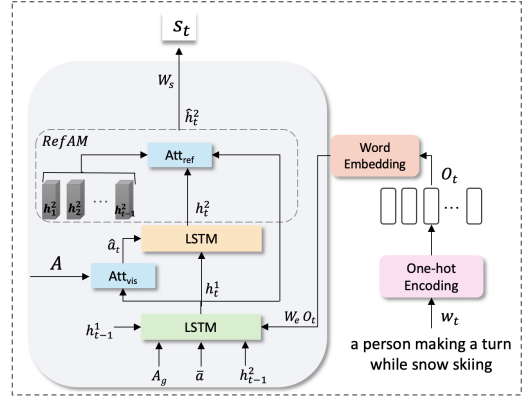 S_t
W_s
ĥ_t^2
RefAM
Att_ref
h_1^2 h_2^2 ... h_{t-1}^2
h_t^2
Word
Embedding
O_t
...
LSTM
â_t
A
Att_vis
h_t^1
One-hot
Encoding
h_{t-1}^1
LSTM
W_e O_t
w_t
A_g
ā
h_{t-1}^2
a person making a turn
while snow skiing